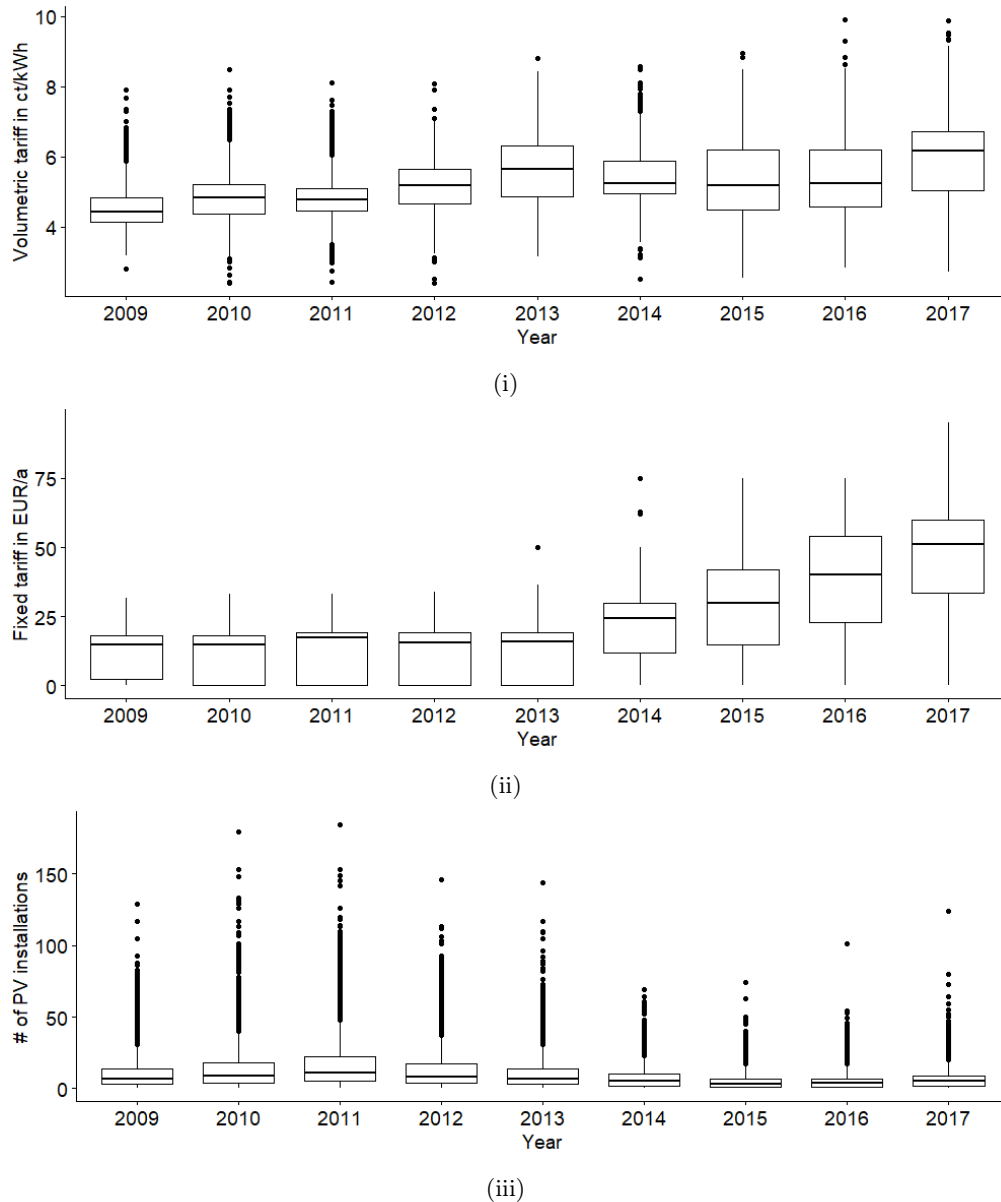 10
8
6
4
Volumetric tariff in ct/kWh
2009 2010 2011 2012 2013 2014 2015 2016 2017
Year
(i)
75
50
25
0
Fixed tariff in EUR/a
2009 2010 2011 2012 2013 2014 2015 2016 2017
Year
(ii)
150
100
50
0
# of PV installations
2009 2010 2011 2012 2013 2014 2015 2016 2017
Year
(iii)